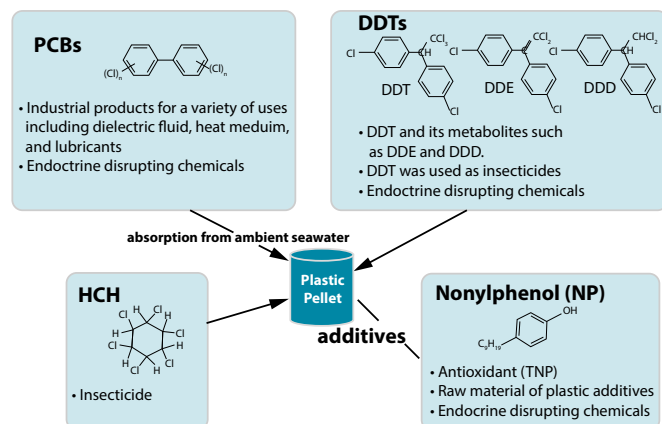 PCBs
(Cl)n
(Cl)n
• Industrial products for a variety of uses
including dielectric fluid, heat meduim,
and lubricants
• Endocrine disrupting chemicals
DDTs
Cl
CCl3
CH
DDT
Cl
Cl
CCl2
C
DDE
Cl
Cl
CHCl2
CH
DDD
Cl
• DDT and its metabolites such
as DDE and DDD.
• DDT was used as insecticides
• Endocrine disrupting chemicals
absorption from ambient seawater
Plastic
Pellet
additives
HCH
Cl
H
H
Cl
H
Cl
Cl
H
Cl
H
H
Cl
• Insecticide
Nonylphenol (NP)
OH
C9H19
• Antioxidant (TNP)
• Raw material of plastic additives
• Endocrine disrupting chemicals